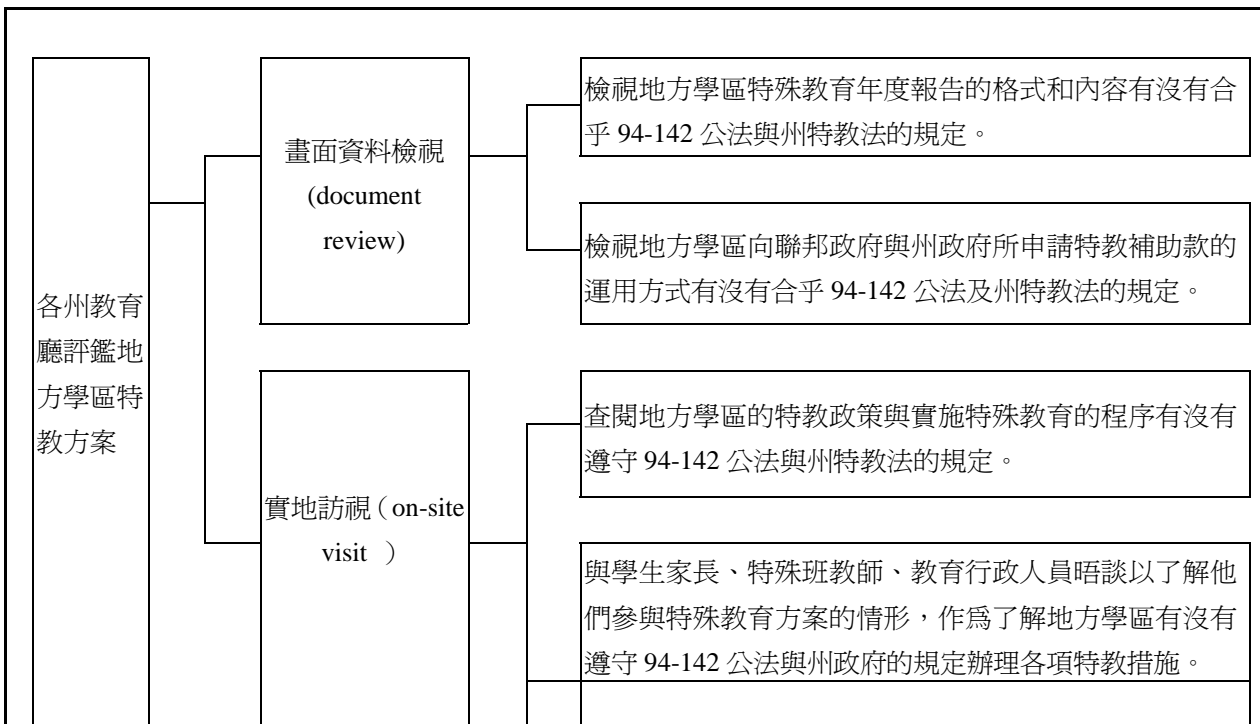 各州教育
廳評鑑地
方學區特
教方案
畫面資料檢視
(document
review)
檢視地方學區特殊教育年度報告的格式和內容有沒有合
乎 94-142 公法與州特教法的規定。
檢視地方學區向聯邦政府與州政府所申請特教補助款的
運用方式有沒有合乎 94-142 公法及州特教法的規定。
實地訪視（on-site
visit ）
查閱地方學區的特教政策與實施特殊教育的程序有沒有
遵守 94-142 公法與州特教法的規定。
與學生家長、特殊班教師、教育行政人員晤談以了解他
們參與特殊教育方案的情形，作爲了解地方學區有沒有
遵守 94-142 公法與州政府的規定辦理各項特教措施。